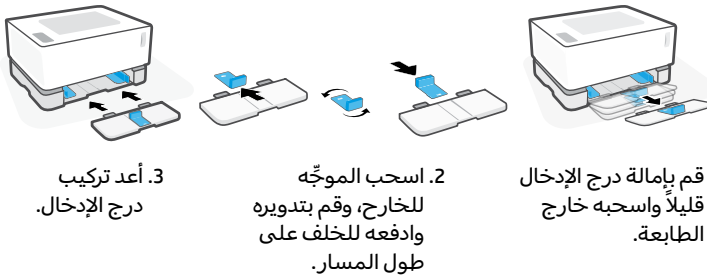 قم بإمالة درج الإدخال
قليلاً واسحبه خارج
الطابعة.
2. اسحب الموجِّه
للخارح، وقم بتدويره
وادفعه للخلف على
طول المسار.
3. أعد تركيب
درج الإدخال.